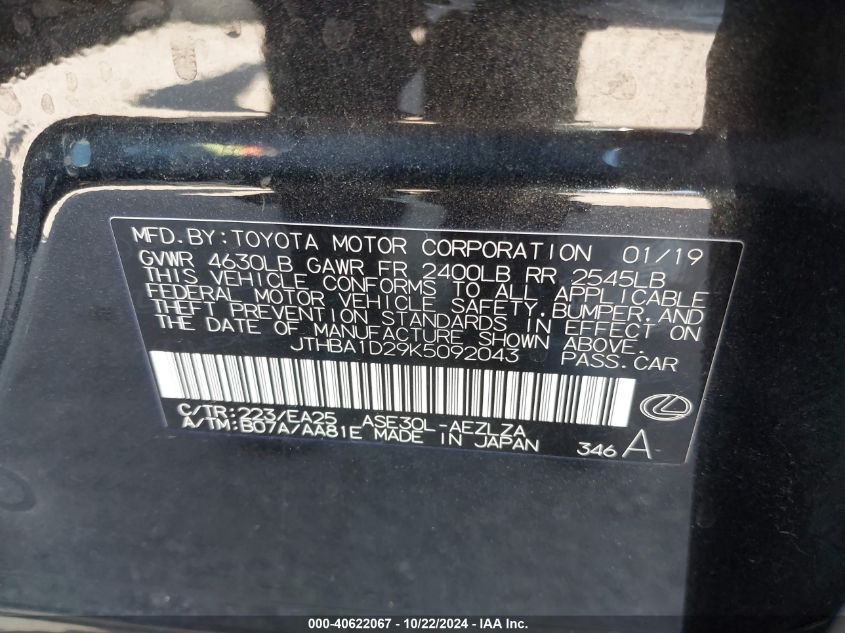 MFD.BY:TOYOTA MOTOR CORPORATION 01/19
GVWR 4630LB GAWR FR 2400LB RR 2545LB
THIS VEHICLE CONFORMS TO ALL APPLICABLE
FEDERAL MOTOR VEHICLE SAFETY,BUMPER,AND
THEFT PREVENTION STANDARDS IN EFFECT ON
THE DATE OF MANUFACTURE SHOWN ABOVE.
JTHBA1D29K5092043 PASS.CAR
C/TR:223/EA25 ASE30L-AEZLZA
A/TM:B07A/AA81E MADE IN JAPAN 346 A
000-40622067 - 10/22/2024 - IAA Inc.